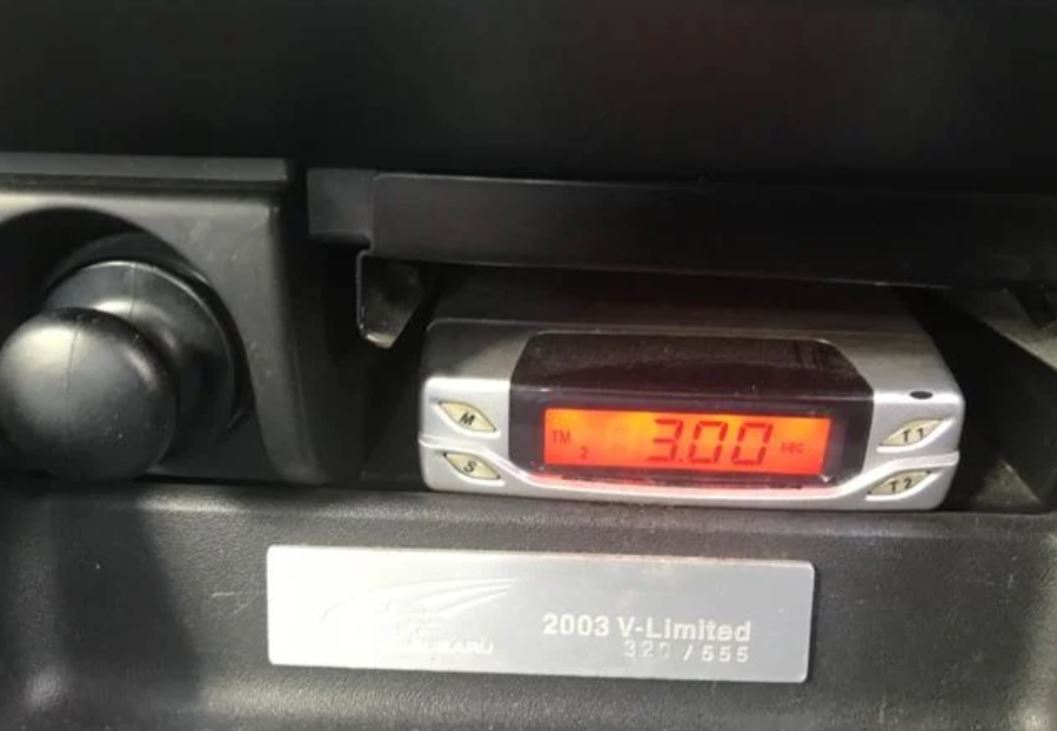 M
S
TM
2
3.00 sec
T1
T2
SUBARU
2003 V-Limited
320 / 555